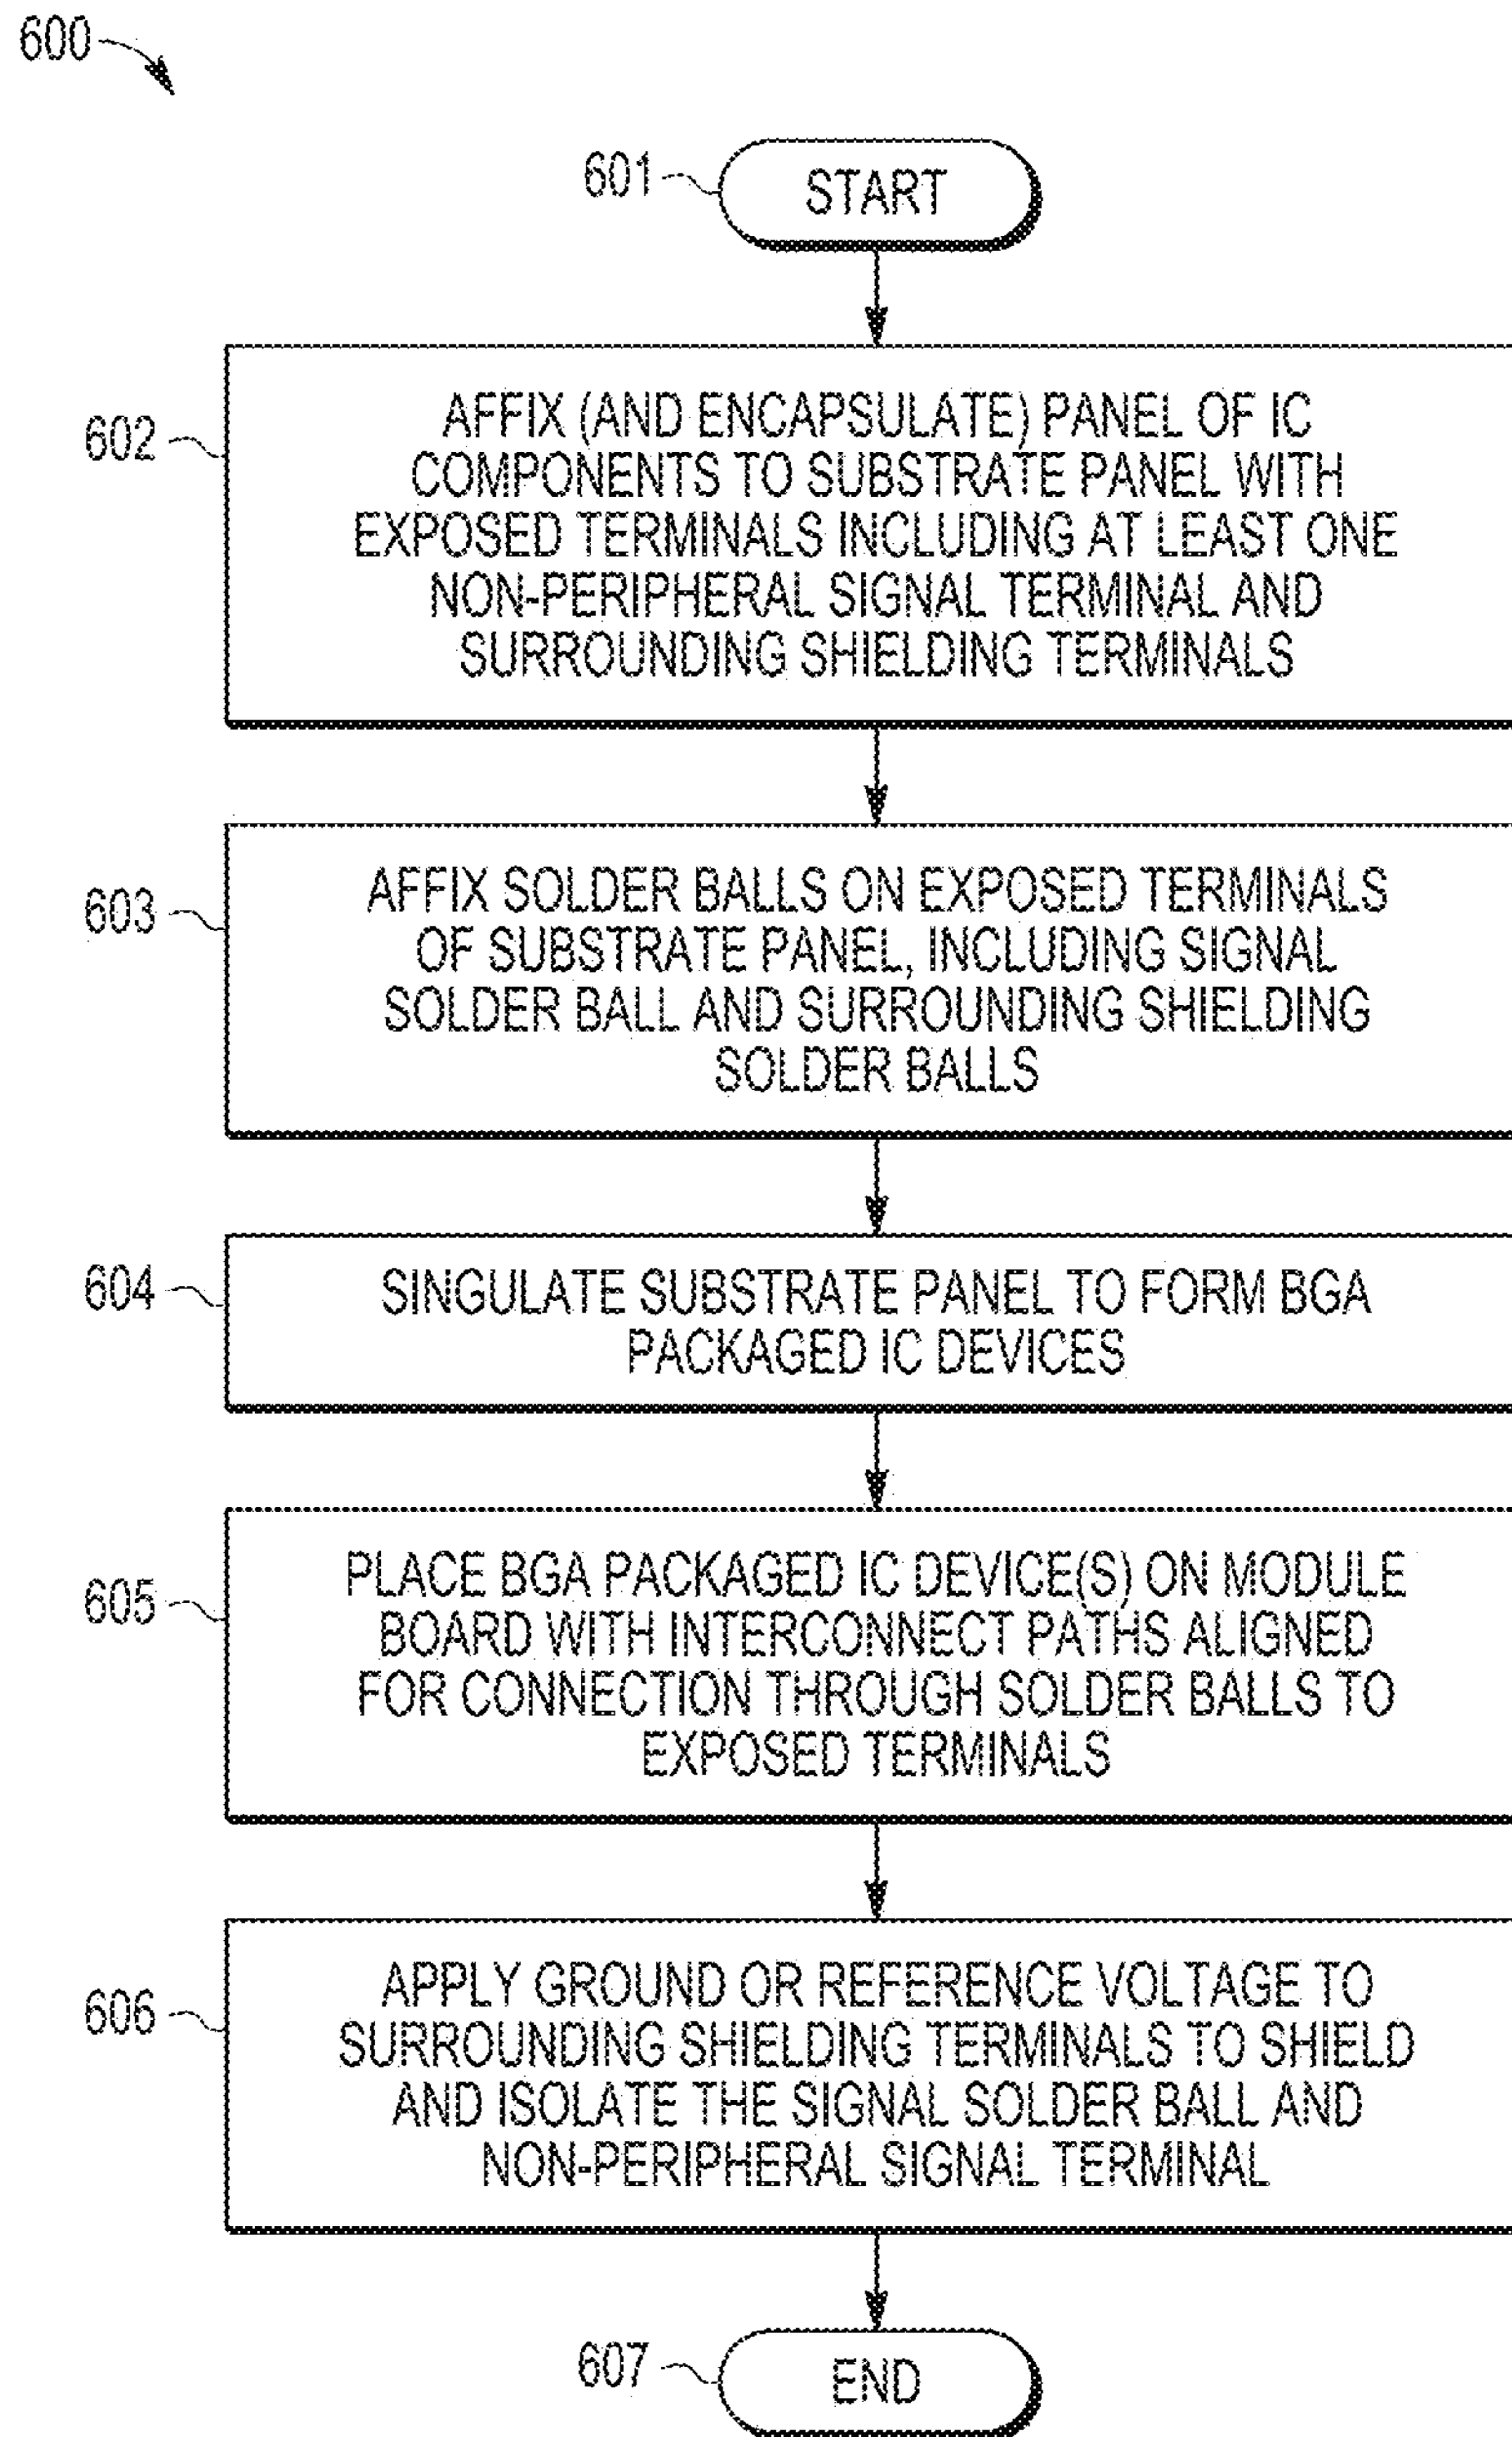 600
601
START
602
AFFIX (AND ENCAPSULATE) PANEL OF IC
COMPONENTS TO SUBSTRATE PANEL WITH
EXPOSED TERMINALS INCLUDING AT LEAST ONE
NON-PERIPHERAL SIGNAL TERMINAL AND
SURROUNDING SHIELDING TERMINALS
603
AFFIX SOLDER BALLS ON EXPOSED TERMINALS
OF SUBSTRATE PANEL, INCLUDING SIGNAL
SOLDER BALL AND SURROUNDING SHIELDING
SOLDER BALLS
604
SINGULATE SUBSTRATE PANEL TO FORM BGA
PACKAGED IC DEVICES
605
PLACE BGA PACKAGED IC DEVICE(S) ON MODULE
BOARD WITH INTERCONNECT PATHS ALIGNED
FOR CONNECTION THROUGH SOLDER BALLS TO
EXPOSED TERMINALS
606
APPLY GROUND OR REFERENCE VOLTAGE TO
SURROUNDING SHIELDING TERMINALS TO SHIELD
AND ISOLATE THE SIGNAL SOLDER BALL AND
NON-PERIPHERAL SIGNAL TERMINAL
607
END